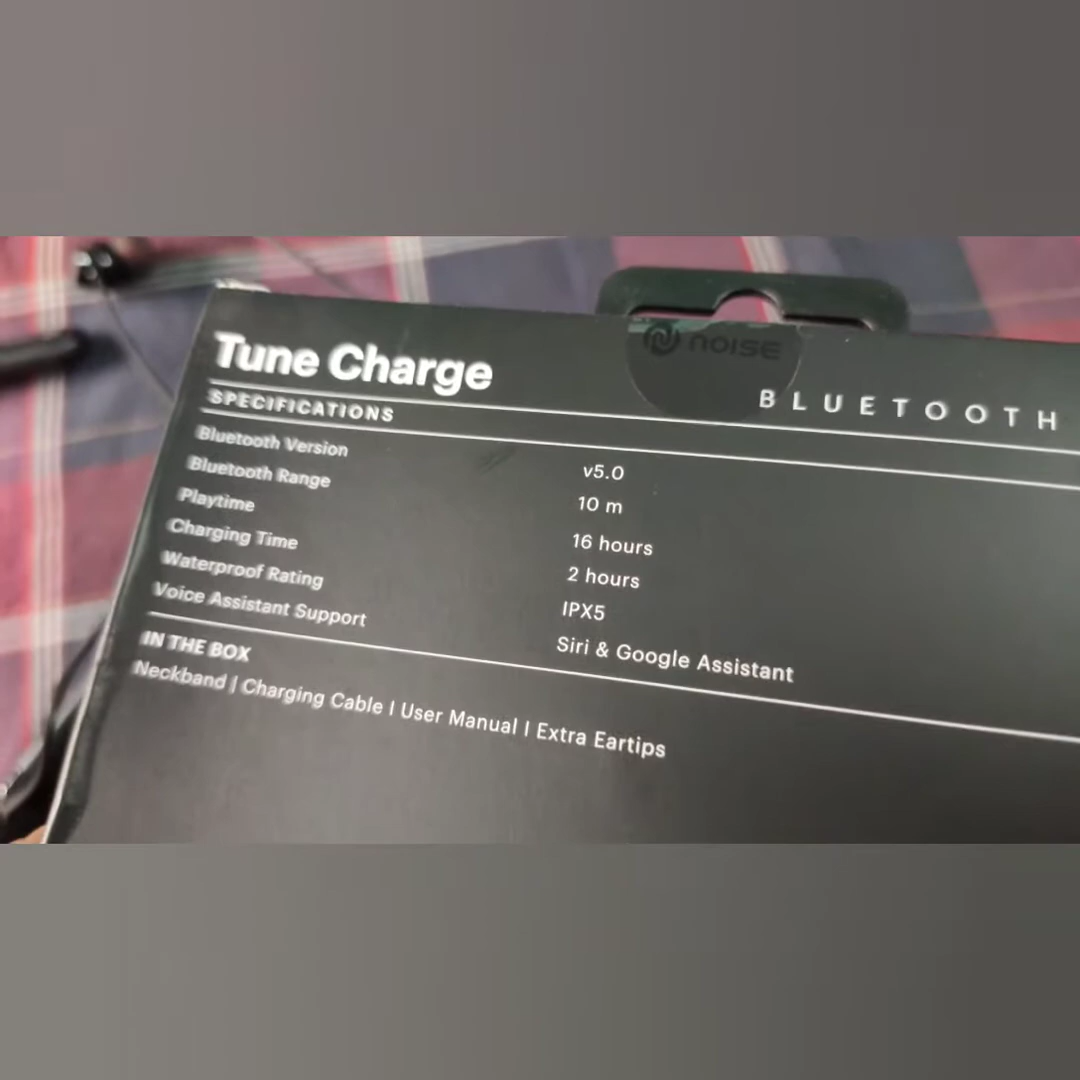 Tune Charge
NOISE
BLUETOOTH
SPECIFICATIONS
Bluetooth Version v5.0
Bluetooth Range 10 m
Playtime 16 hours
Charging Time 2 hours
Waterproof Rating IPX5
Voice Assistant Support Siri & Google Assistant
IN THE BOX
Neckband | Charging Cable | User Manual | Extra Eartips